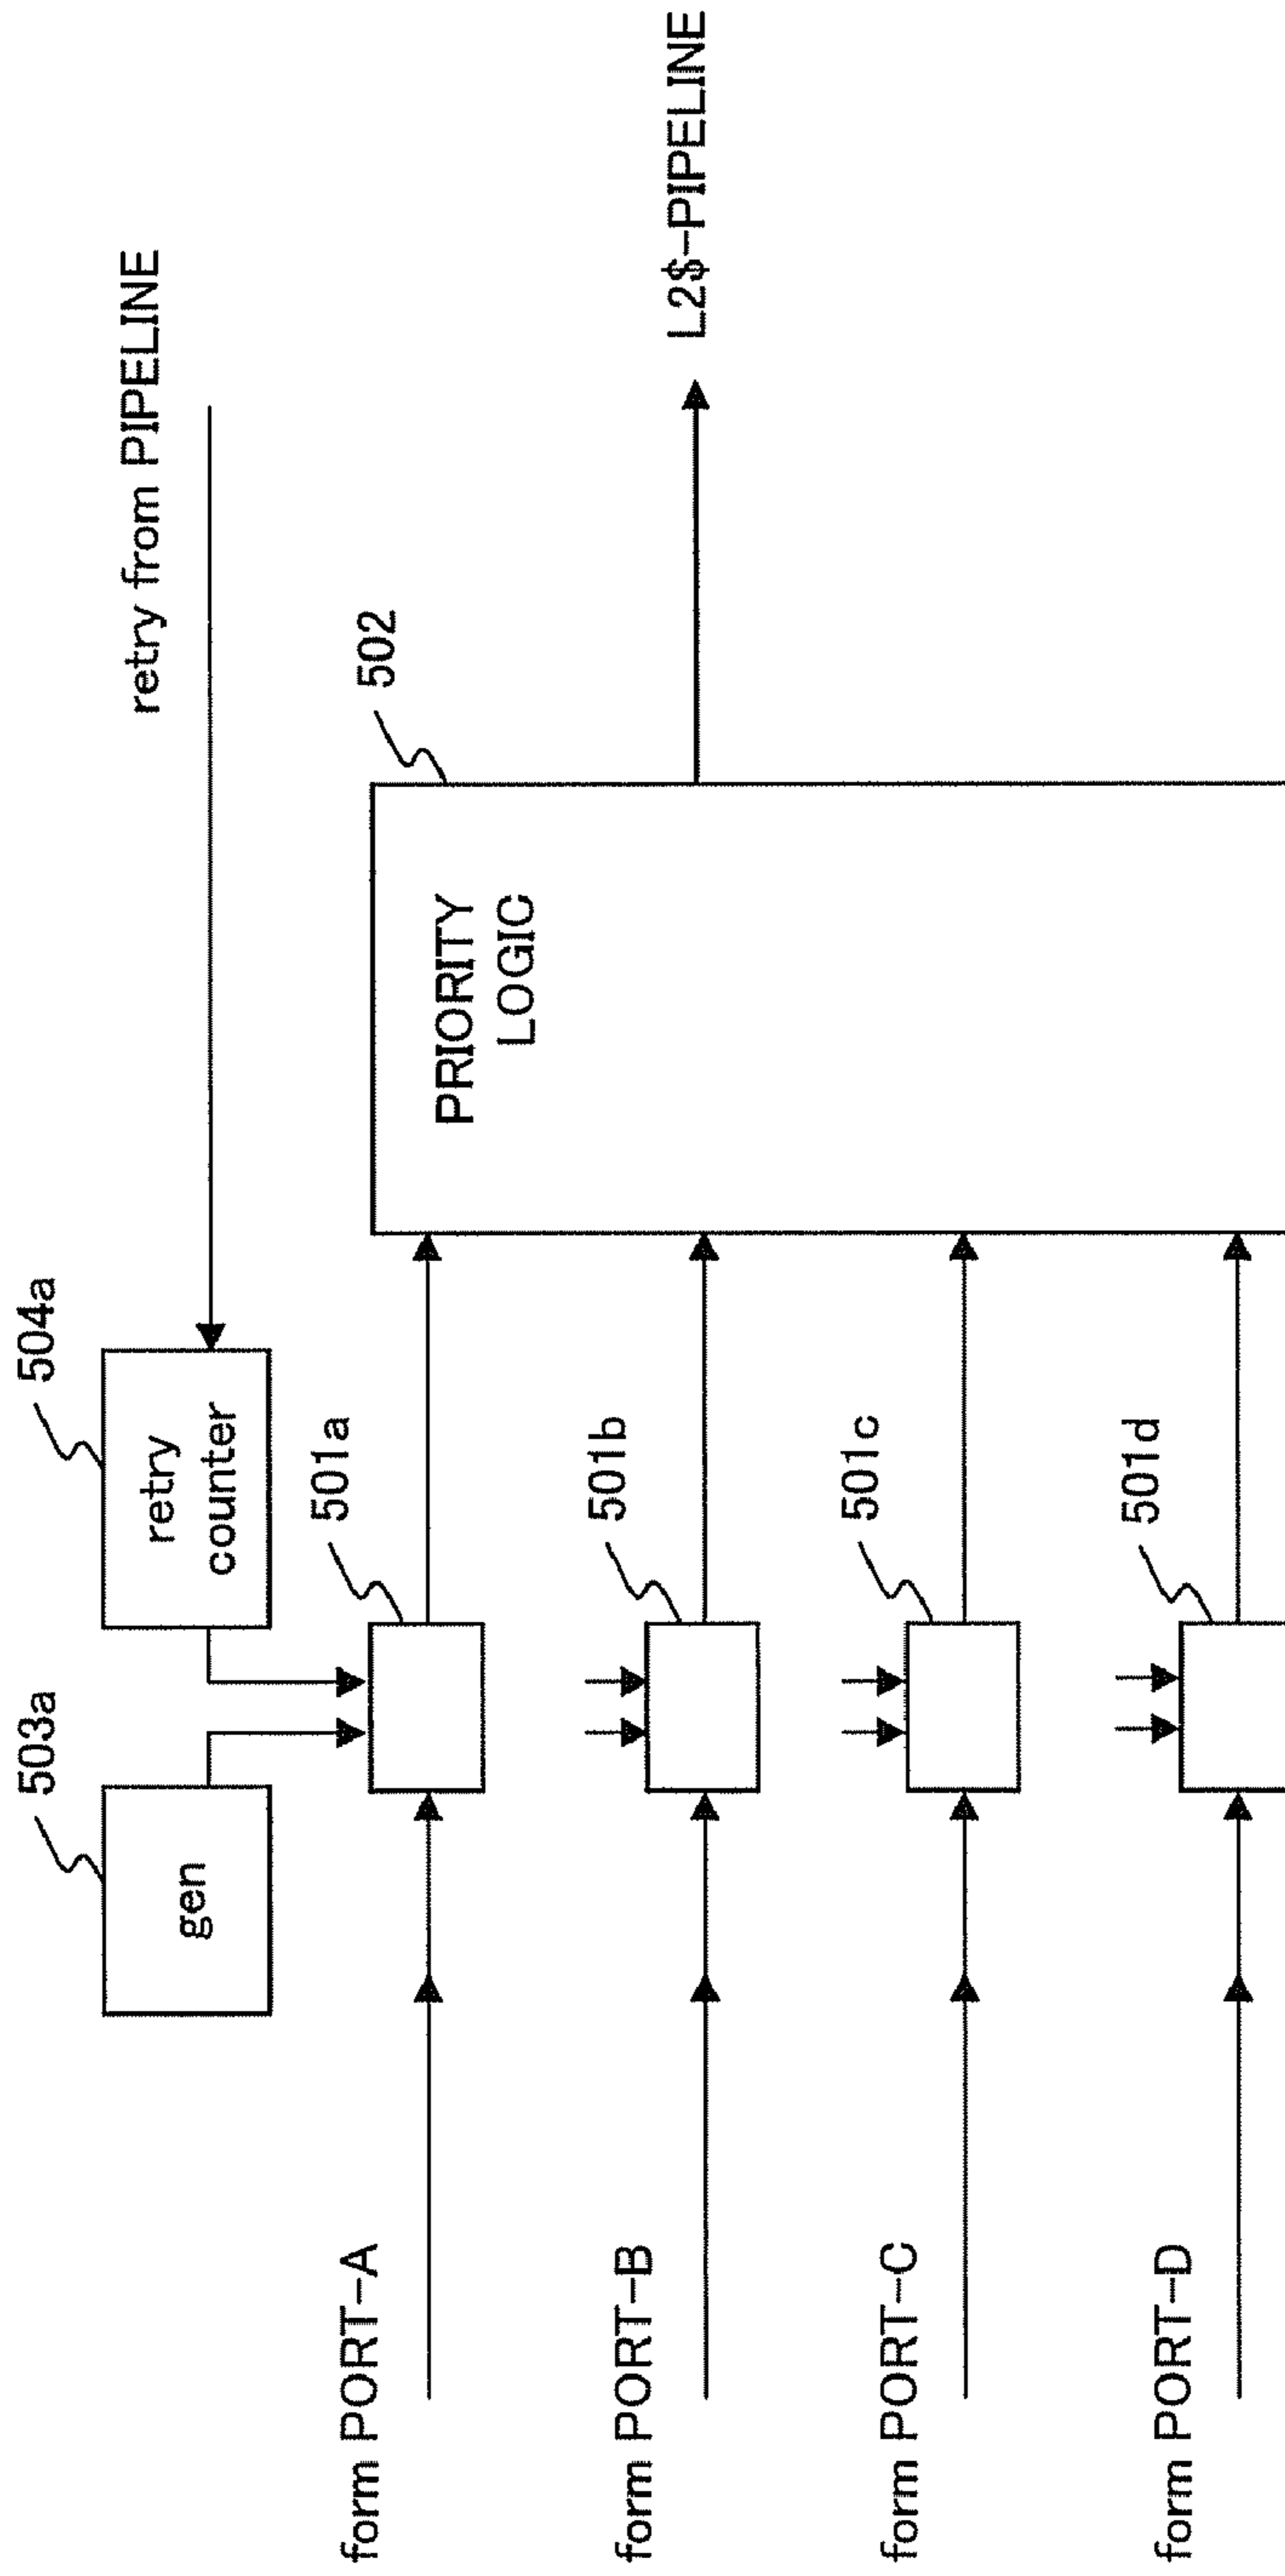 503a
504a
gen
retry
counter
retry from PIPELINE
form PORT-A
501a
502
PRIORITY
LOGIC
form PORT-B
501b
L2$-PIPELINE
form PORT-C
501c
form PORT-D
501d